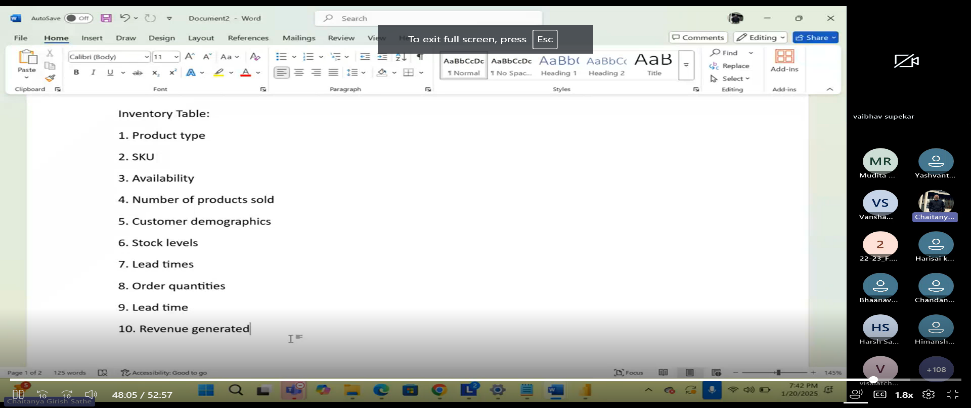 AutoSave Off Document2 - Word Search
To exit full screen, press Esc
File Home Insert Draw Design Layout References Mailings Review View
Comments Editing Share
Paste Calibri (Body) 11
AaBbCcDc AaBbCcDc AaBbC AaBbCc AaB
Normal No Spac... Heading 1 Heading 2 Title
Find
Replace
Select
Add-ins
Clipboard Font Paragraph Styles Editing Add-ins
Inventory Table:
1. Product type
2. SKU
3. Availability
4. Number of products sold
5. Customer demographics
6. Stock levels
7. Lead times
8. Order quantities
9. Lead time
10. Revenue generated
Page 1 of 2 125 words Accessibility: Good to go Focus 145%
48:05 / 52:57
7:42 PM
1/20/2025
1.8x
Chaitanya Girish Sathe
vaibhav supekar
MR
Mudita ... Yashvant...
VS
Varsha... Chaitany...
2
22-23_F... Harisai k...
Bhaanav... Chandan...
HS
Harsh Sa... Himansh...
V +108